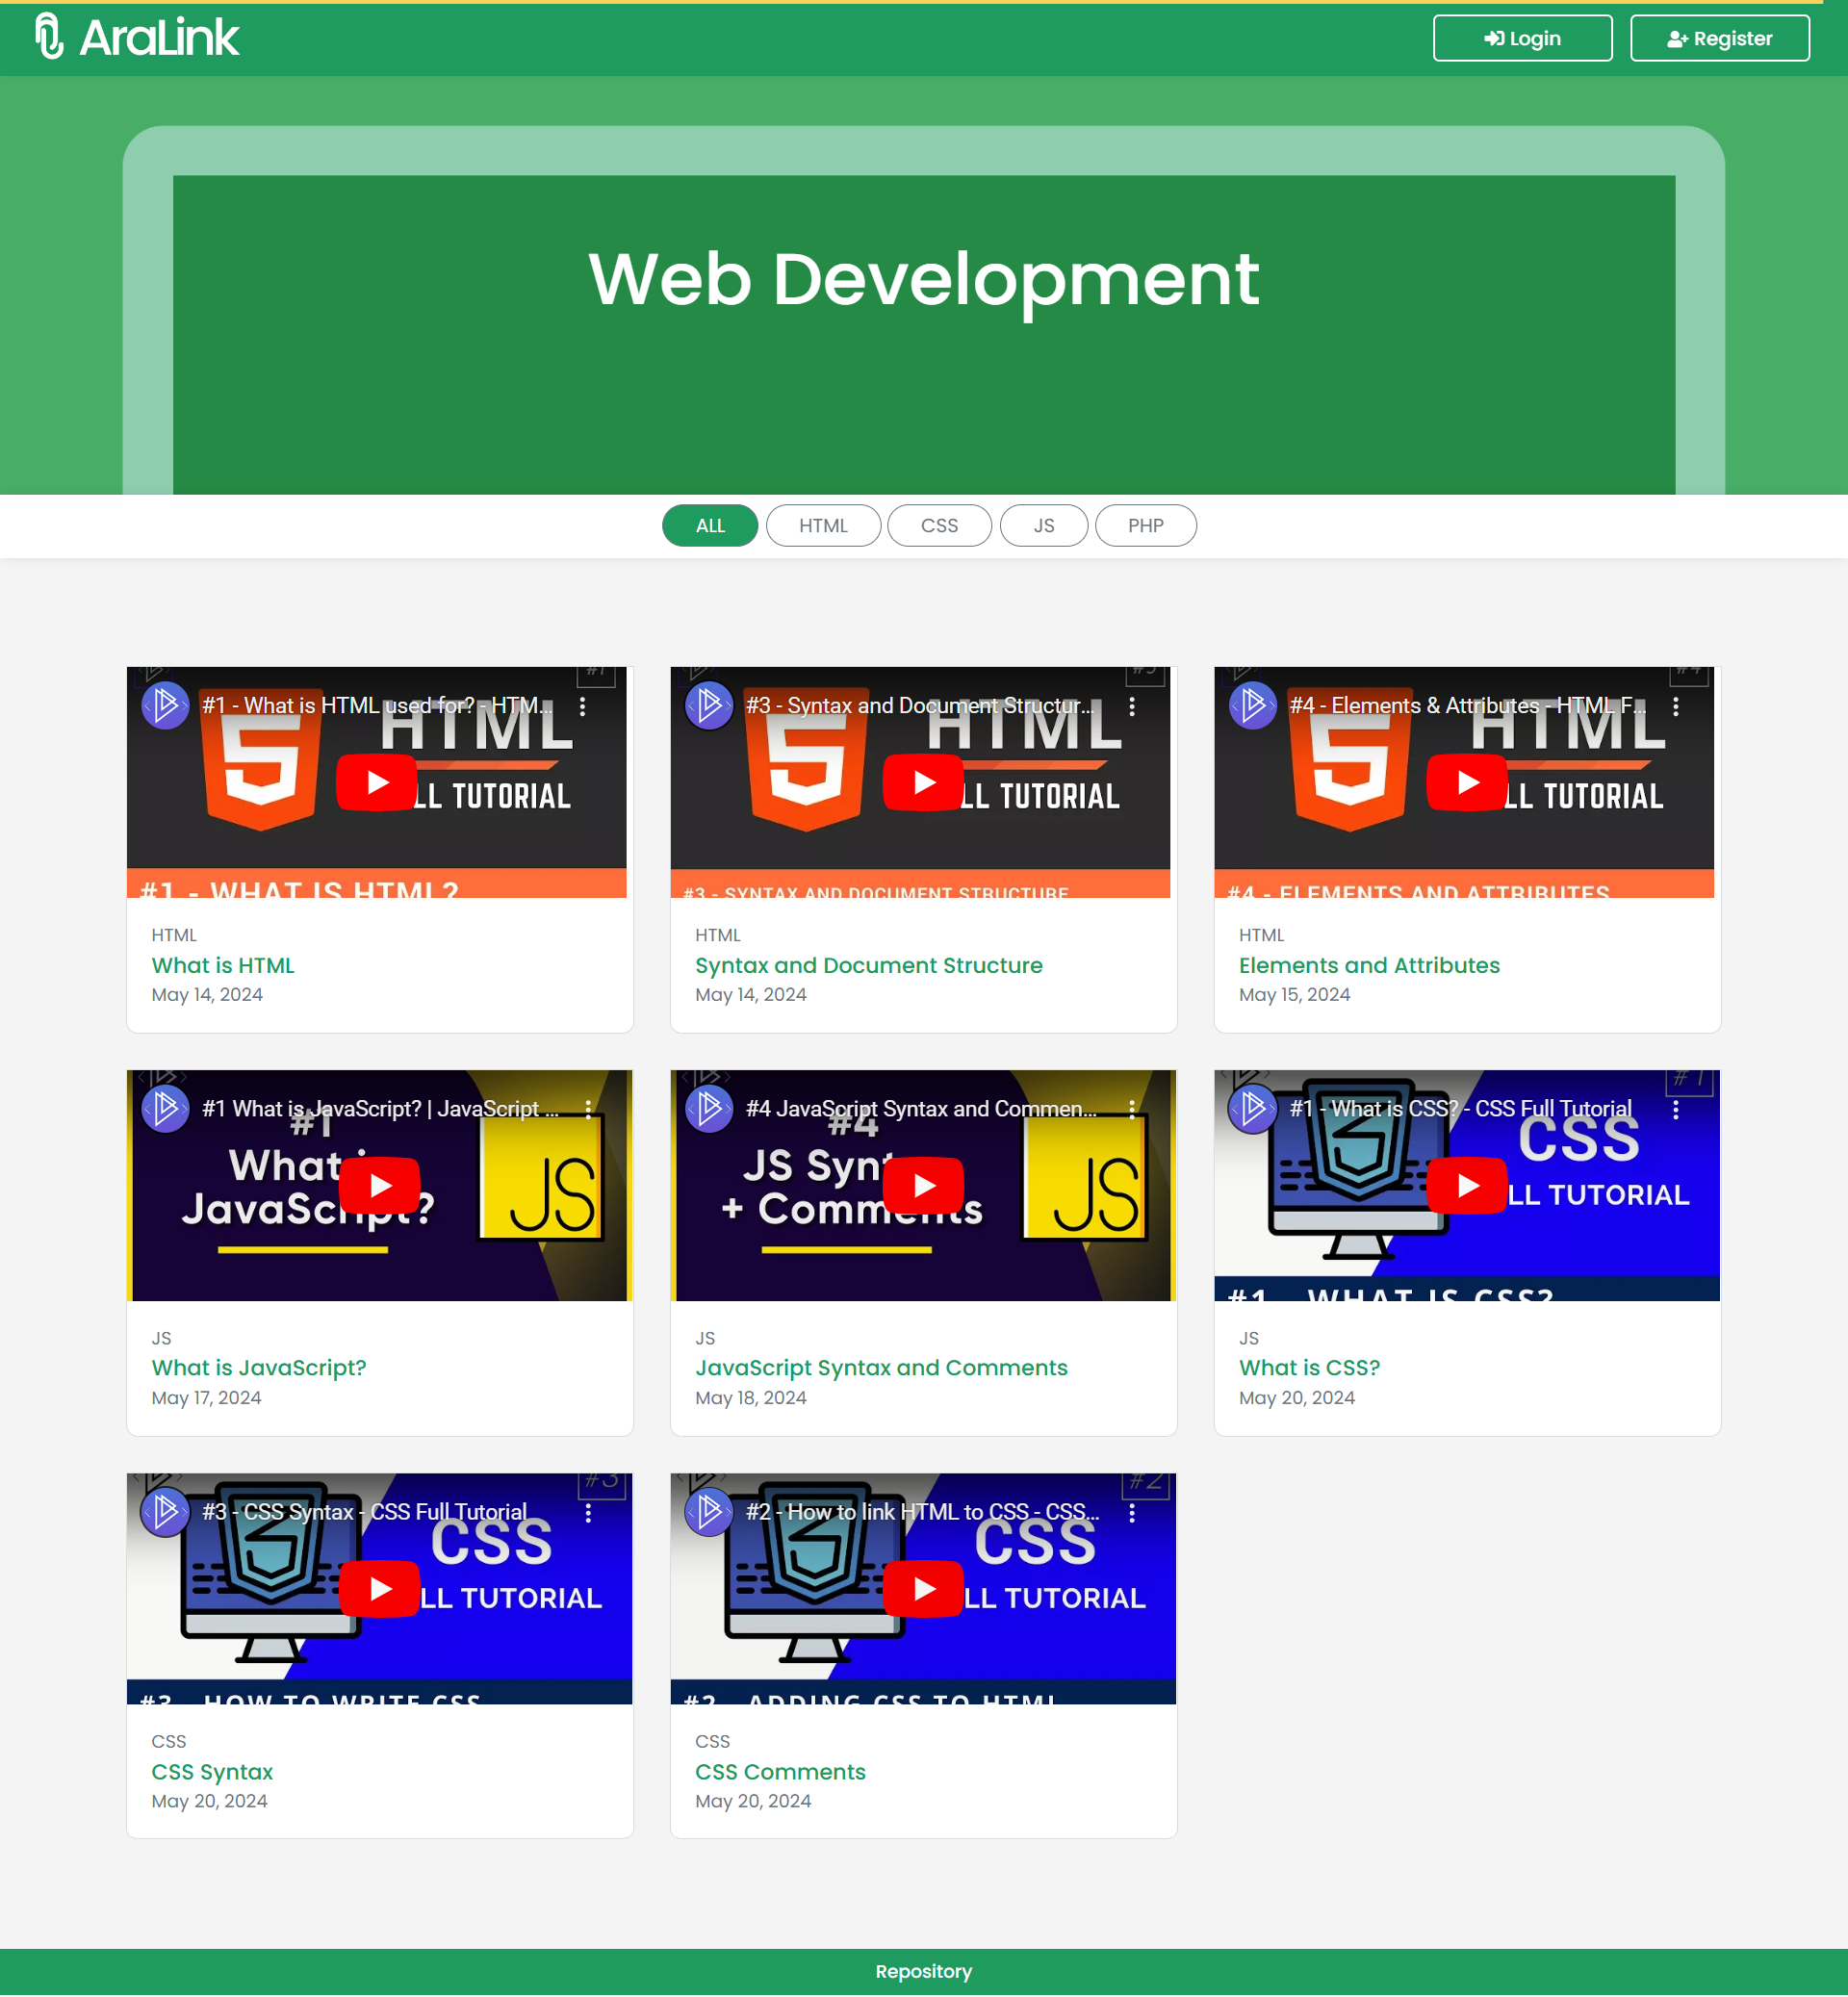 AraLink
Login
Register
Web Development
ALL
HTML
CSS
JS
PHP
#1
#1 - What is HTML used for? - HTM...
HTML
LL TUTORIAL
#1 - WHAT IS HTML?
HTML
What is HTML
May 14, 2024
#3
#3 - Syntax and Document Structur...
HTML
LL TUTORIAL
#3 - SYNTAX AND DOCUMENT STRUCTURE
HTML
Syntax and Document Structure
May 14, 2024
#4
#4 - Elements & Attributes - HTML F...
HTML
LL TUTORIAL
#4 - ELEMENTS AND ATTRIBUTES
HTML
Elements and Attributes
May 15, 2024
#1 What is JavaScript? | JavaScript ...
#1
What
JavaScript?
JS
JS
What is JavaScript?
May 17, 2024
#4 JavaScript Syntax and Commen...
#4
JS Synt
+ Comments
JS
JS
JavaScript Syntax and Comments
May 18, 2024
#1
#1 - What is CSS? - CSS Full Tutorial
CSS
LL TUTORIAL
#1 - WHAT IS CSS?
JS
What is CSS?
May 20, 2024
#3
#3 - CSS Syntax - CSS Full Tutorial
CSS
LL TUTORIAL
#3 - HOW TO WRITE CSS
CSS
CSS Syntax
May 20, 2024
#2
#2 - How to link HTML to CSS - CSS...
CSS
LL TUTORIAL
#2 - ADDING CSS TO HTML
CSS
CSS Comments
May 20, 2024
Repository